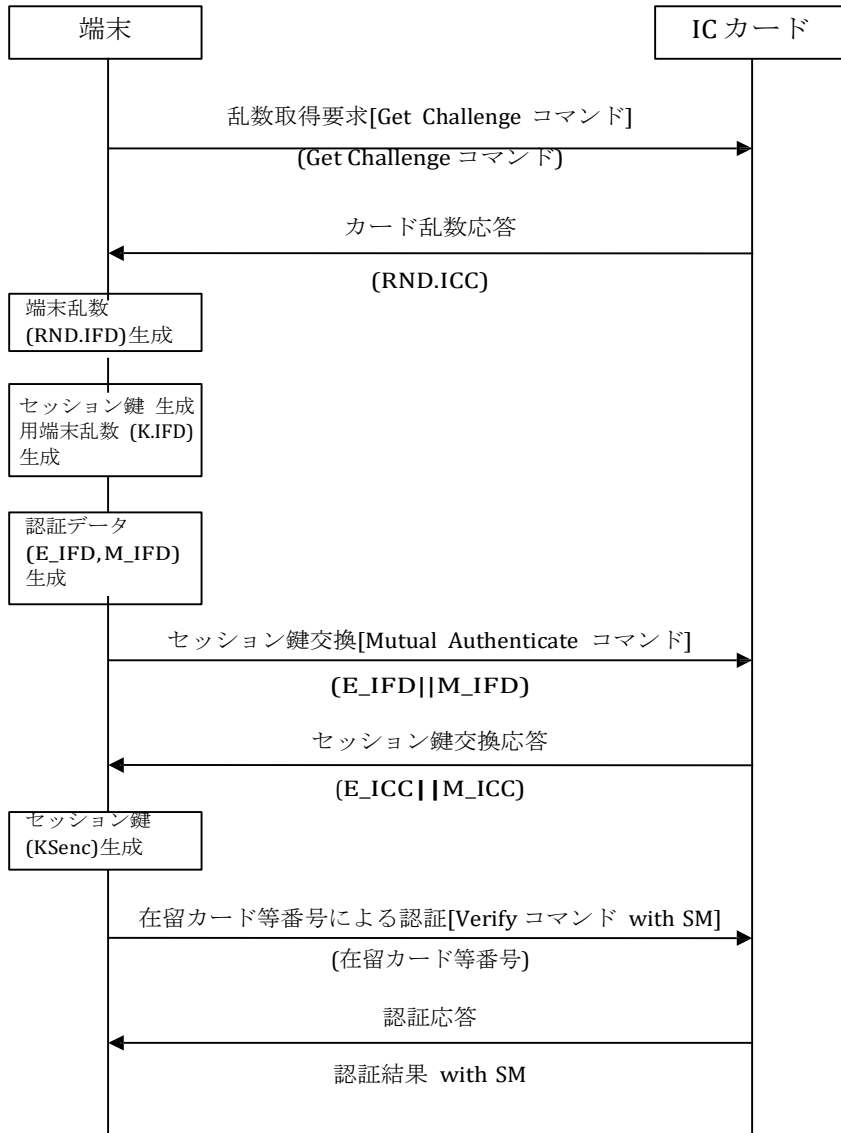 端末
IC カード
乱数取得要求[Get Challenge コマンド]
(Get Challenge コマンド)
カード乱数応答
(RND.ICC)
端末乱数
(RND.IFD)生成
セッション鍵 生成
用端末乱数 (K.IFD)
生成
認証データ
(E_IFD,M_IFD)
生成
セッション鍵交換[Mutual Authenticate コマンド]
(E_IFD||M_IFD)
セッション鍵交換応答
(E_ICC||M_ICC)
セッション鍵
(KSenc)生成
在留カード等番号による認証[Verify コマンド with SM]
(在留カード等番号)
認証応答
認証結果 with SM